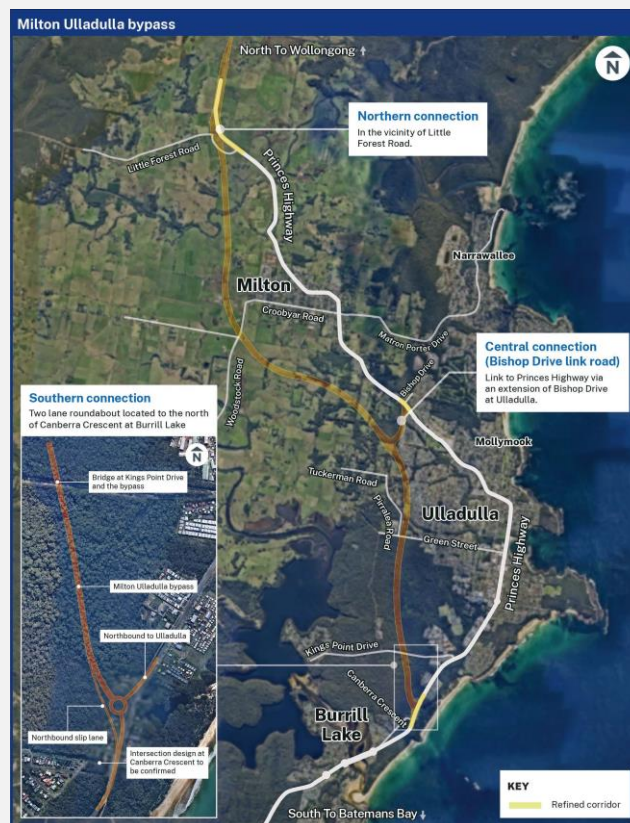 Milton Ulladulla bypass
North To Wollongong ↑
N
Northern connection
In the vicinity of Little
Forest Road.
Little Forest Road
Princes Highway
Narrawallee
Milton
Croobyar Road
Matron Porter Drive
Central connection
(Bishop Drive link road)
Link to Princes Highway via
an extension of Bishop Drive
at Ulladulla.
Bishop Drive
Woodstock Road
Southern connection
Two lane roundabout located to the north
of Canberra Crescent at Burrill Lake
Mollymook
N
Bridge at Kings Point Drive
and the bypass
Tuckerman Road
Pirralea Road
Ulladulla
Green Street
Princes Highway
Milton Ulladulla bypass
Northbound to Ulladulla
Kings Point Drive
Canberra Crescent
Northbound slip lane
Burrill
Lake
Intersection design at
Canberra Crescent to
be confirmed
KEY
Refined corridor
South To Batemans Bay ↓